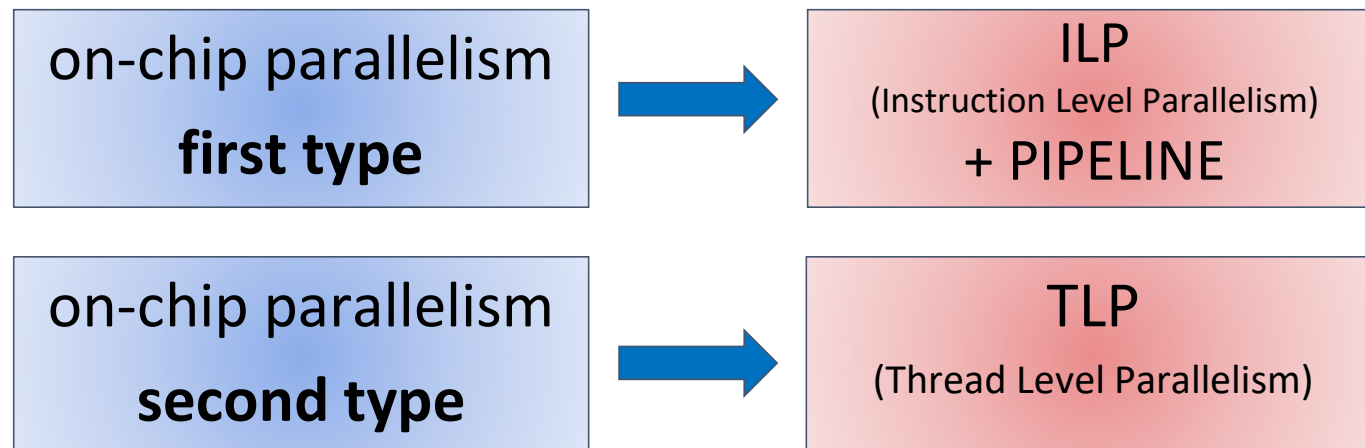 on-chip parallelism
first type
ILP
(Instruction Level Parallelism)
+ PIPELINE
on-chip parallelism
second type
TLP
(Thread Level Parallelism)